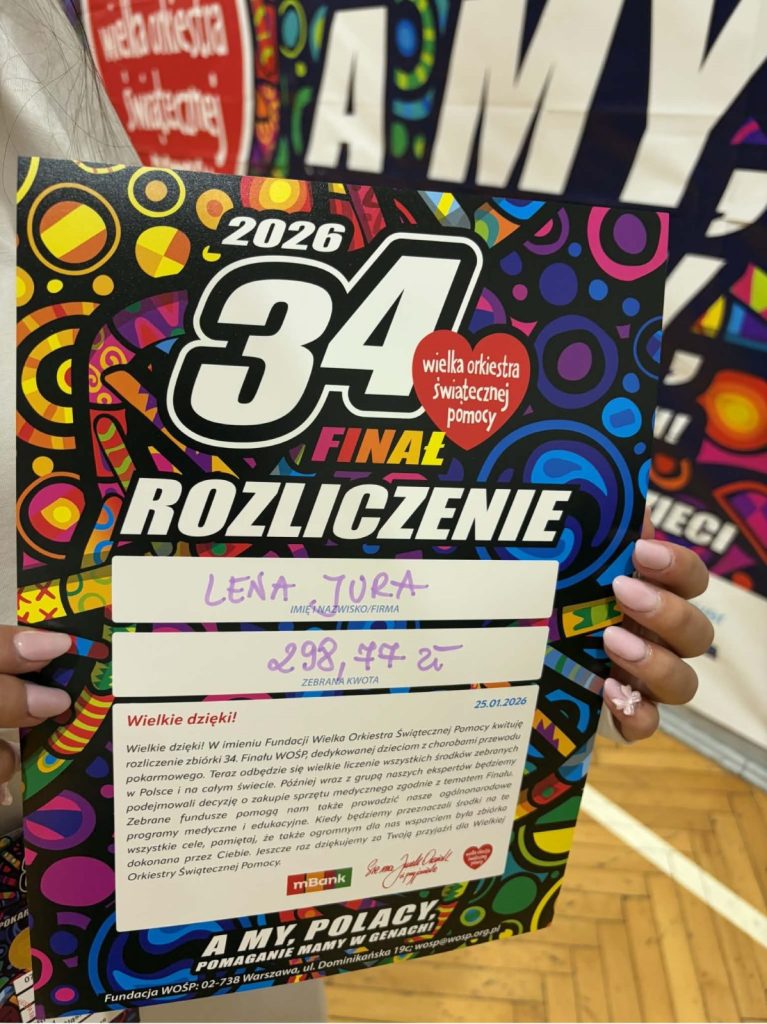 wielka orkiestra
świątecznej
A MY,
2026
34
wielka orkiestra
świątecznej
pomocy
FINAŁ
ROZLICZENIE
LENA JURA
IMIĘ I NAZWISKO/FIRMA
298,77 zł
ZEBRANA KWOTA
25.01.2026
Wielkie dzięki!
Wielkie dzięki! W imieniu Fundacji Wielka Orkiestra Świątecznej Pomocy kwituję
rozliczenie zbiórki 34. Finału WOŚP, dedykowanej dzieciom z chorobami przewodu
pokarmowego. Teraz odbędzie się wielkie liczenie wszystkich środków zebranych
w Polsce i na całym świecie. Później wraz z grupą naszych ekspertów będziemy
podejmowali decyzję o zakupie sprzętu medycznego zgodnie z tematem Finału.
Zebrane fundusze pomogą nam także prowadzić nasze ogólnonarodowe
programy medyczne i edukacyjne. Kiedy będziemy przeznaczali środki na te
wszystkie cele, pamiętaj, że także ogromnym dla nas wsparciem była zbiórka
dokonana przez Ciebie. Jeszcze raz dziękujemy za Twoją przyjaźń dla Wielkiej
Orkiestry Świątecznej Pomocy.
mBank
A MY, POLACY,
POMAGANIE MAMY W GENACH!
Fundacja WOŚP: 02-738 Warszawa, ul. Dominikańska 19c; wosp@wosp.org.pl